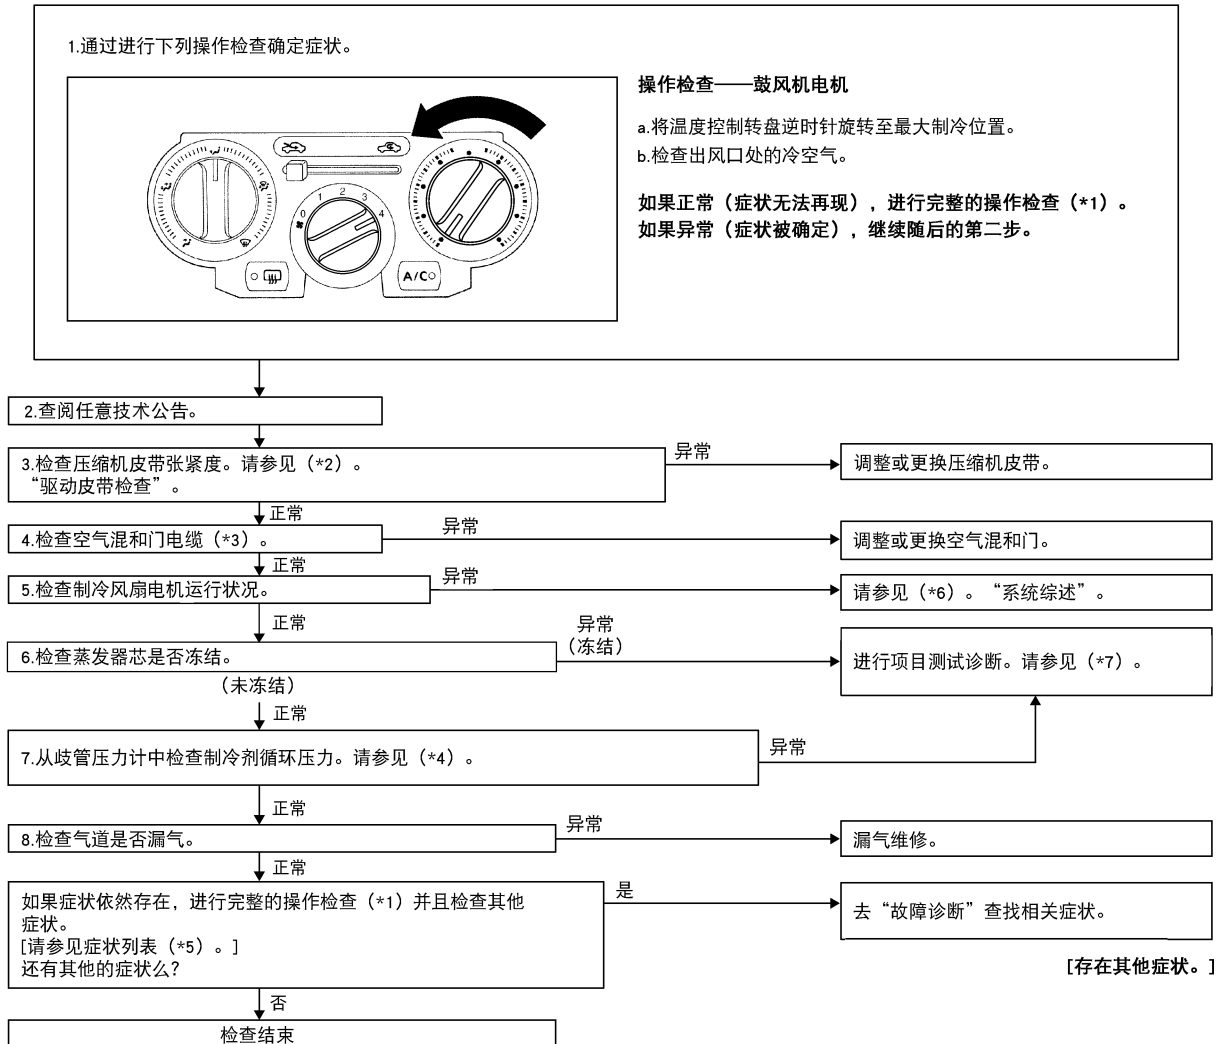 1.通过进行下列操作检查确定症状。
操作检查——鼓风机电机
a.将温度控制转盘逆时针旋转至最大制冷位置。
b.检查出风口处的冷空气。
如果正常（症状无法再现），进行完整的操作检查（*1）。
如果异常（症状被确定），继续随后的第二步。
0
1
2
3
4
A/C
2.查阅任意技术公告。
3.检查压缩机皮带张紧度。请参见（*2）。
“驱动皮带检查”。
异常
调整或更换压缩机皮带。
正常
4.检查空气混和门电缆（*3）。
异常
调整或更换空气混和门。
正常
5.检查制冷风扇电机运行状况。
异常
请参见（*6）。“系统综述”。
正常
6.检查蒸发器芯是否冻结。
异常
（冻结）
进行项目测试诊断。请参见（*7）。
（未冻结）
正常
7.从歧管压力计中检查制冷剂循环压力。请参见（*4）。
异常
正常
8.检查气道是否漏气。
异常
漏气维修。
正常
如果症状依然存在，进行完整的操作检查（*1）并且检查其他
症状。
[请参见症状列表（*5）。]
还有其他的症状么？
是
去“故障诊断”查找相关症状。
[存在其他症状。]
否
检查结束